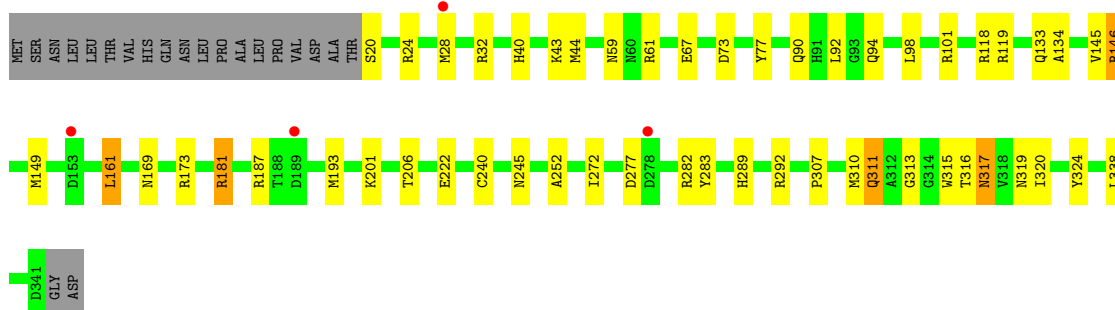 MET
SER
ASN
LEU
LEU
THR
VAL
HIS
GLN
ASN
LEU
PRO
ALA
LEU
PRO
VAL
ASP
ALA
THR
S20
R24
M28
R32
H40
K43
M44
N59
N60
R61
E67
D73
Y77
Q90
H91
L92
G93
Q94
L98
R101
R118
R119
Q133
A134
V145
M149
D153
L161
N169
R173
R181
R187
T188
D189
M193
K201
T206
E222
C240
N245
A252
I272
D277
D278
R282
Y283
H289
R292
P307
M310
Q311
A312
G313
G314
W315
T316
N317
V318
N319
I320
Y324
D341
GLY
ASP